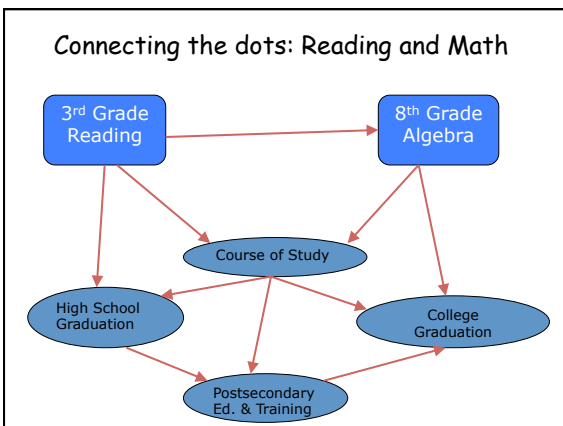 Connecting the dots: Reading and Math
3rd Grade
Reading
8th Grade
Algebra
Course of Study
High School
Graduation
College
Graduation
Postsecondary
Ed. & Training